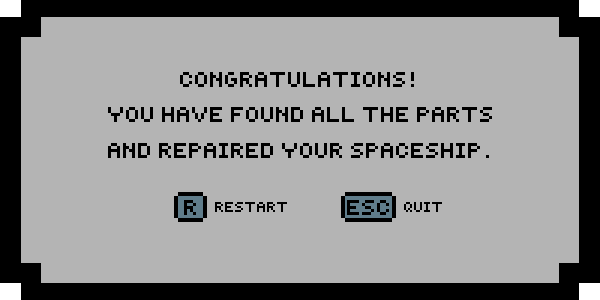 CONGRATULATIONS!
YOU HAVE FOUND ALL THE PARTS
AND REPAIRED YOUR SPACESHIP.
R RESTART ESC QUIT